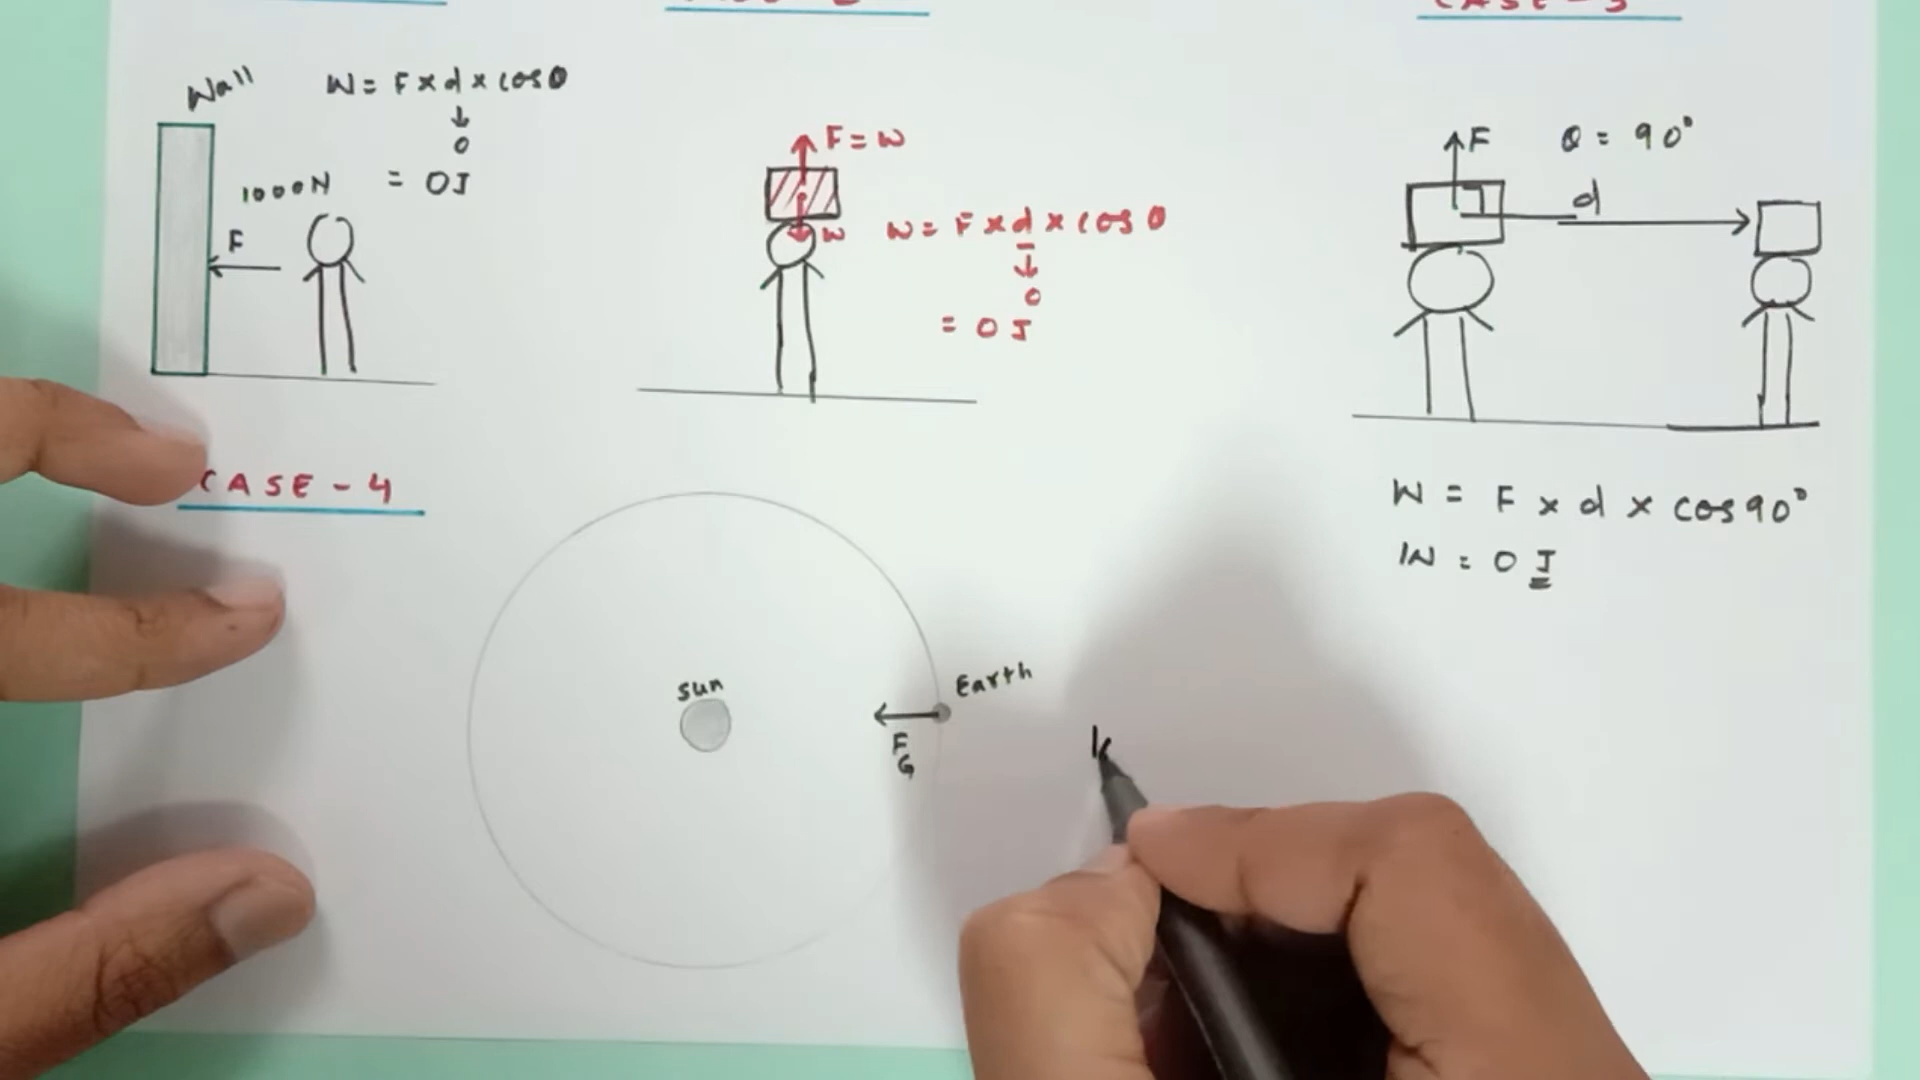 Wall
W = F × d × cos θ
↓
0
= 0J
1000N
F
F = W
W
W = F × d × cos θ
↓
0
= 0 J
F
θ = 90°
d
W = F × d × cos 90°
W = 0 J
CASE - 4
Sun
Earth
F
G